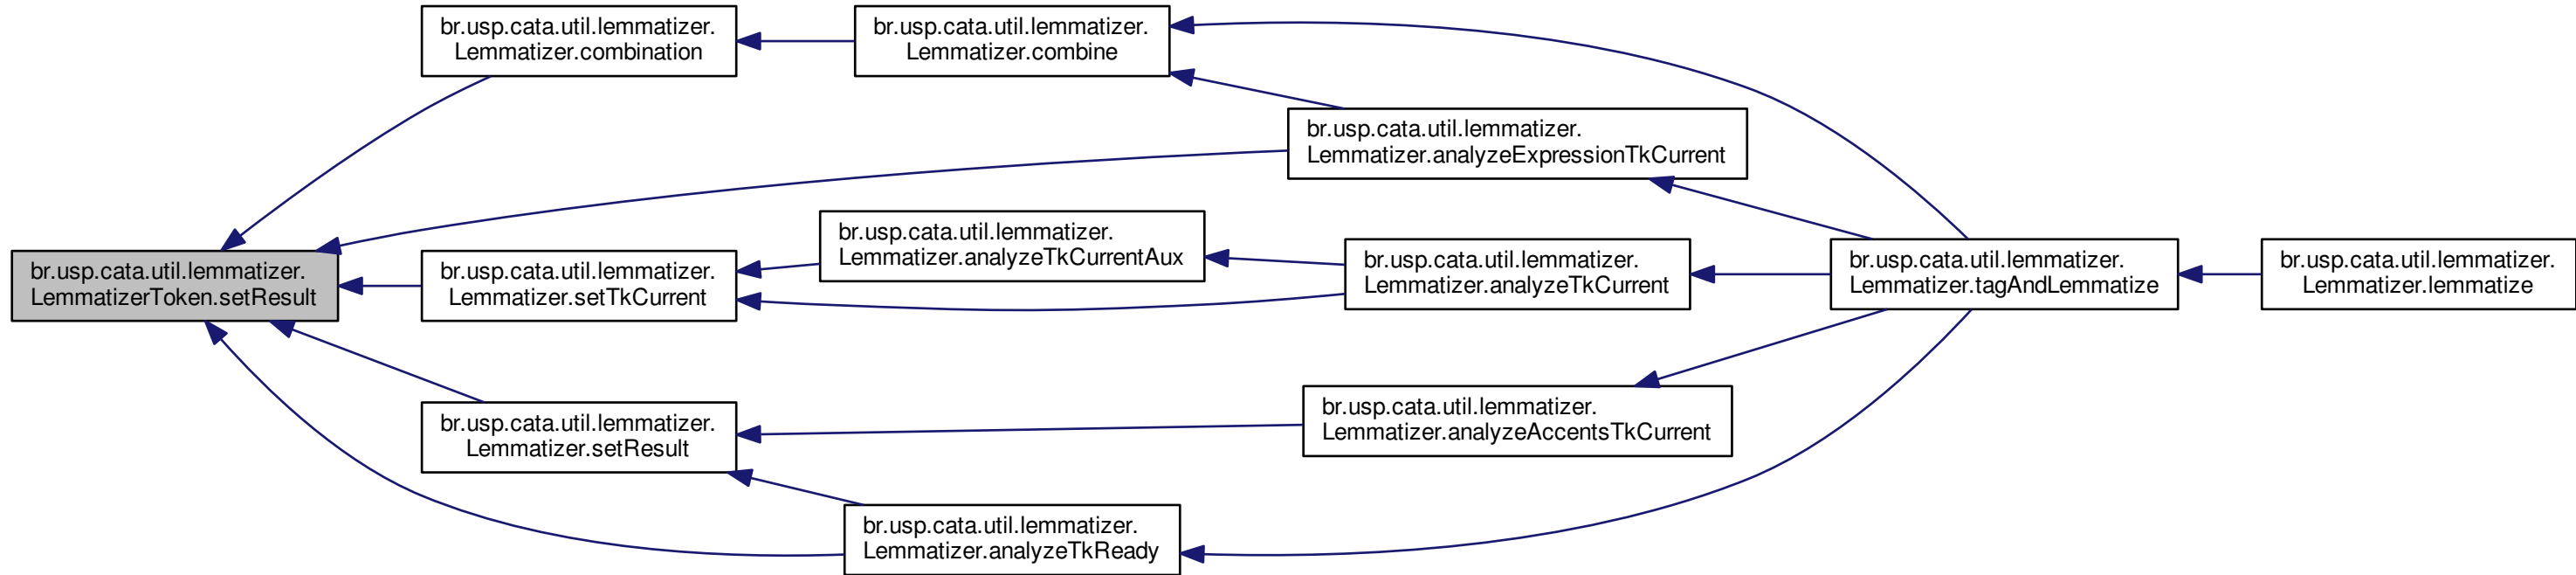 br.usp.cata.util.lemmatizer.
Lemmatizer.combination
br.usp.cata.util.lemmatizer.
Lemmatizer.combine
br.usp.cata.util.lemmatizer.
Lemmatizer.analyzeExpressionTkCurrent
br.usp.cata.util.lemmatizer.
LemmatizerToken.setResult
br.usp.cata.util.lemmatizer.
Lemmatizer.setTkCurrent
br.usp.cata.util.lemmatizer.
Lemmatizer.analyzeTkCurrentAux
br.usp.cata.util.lemmatizer.
Lemmatizer.analyzeTkCurrent
br.usp.cata.util.lemmatizer.
Lemmatizer.tagAndLemmatize
br.usp.cata.util.lemmatizer.
Lemmatizer.lemmatize
br.usp.cata.util.lemmatizer.
Lemmatizer.setResult
br.usp.cata.util.lemmatizer.
Lemmatizer.analyzeAccentsTkCurrent
br.usp.cata.util.lemmatizer.
Lemmatizer.analyzeTkReady